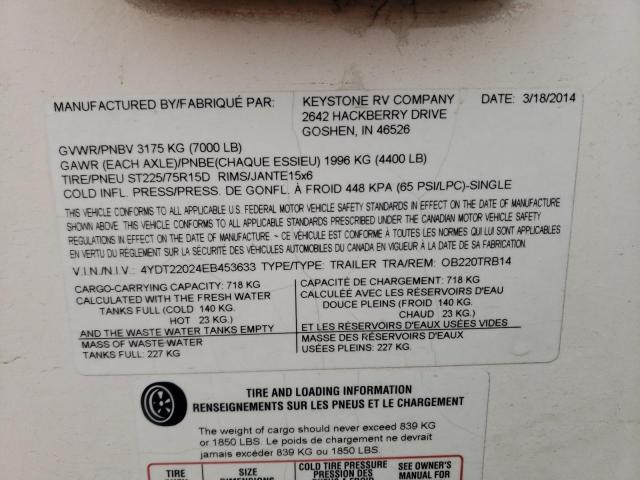 MANUFACTURED BY/FABRIQUÉ PAR: KEYSTONE RV COMPANY DATE: 3/18/2014
2642 HACKBERRY DRIVE
GOSHEN, IN 46526
GVWR/PNBV 3175 KG (7000 LB)
GAWR (EACH AXLE)/PNBE(CHAQUE ESSIEU) 1996 KG (4400 LB)
TIRE/PNEU ST225/75R15D RIMS/JANTE15x6
COLD INFL. PRESS/PRESS. DE GONFL. À FROID 448 KPA (65 PSI/LPC)-SINGLE
THIS VEHICLE CONFORMS TO ALL APPLICABLE U.S. FEDERAL MOTOR VEHICLE SAFETY STANDARDS IN EFFECT ON THE DATE OF MANUFACTURE
SHOWN ABOVE. THIS VEHICLE CONFORMS TO ALL APPLICABLE STANDARDS PRESCRIBED UNDER THE CANADIAN MOTOR VEHICLE SAFETY
REGULATIONS IN EFFECT ON THE DATE OF MANUFACTURE. - CE VÉHICULE EST CONFORME À TOUTES LES NORMES QUI LUI SONT APPLICABLES
EN VERTU DU RÈGLEMENT SUR LA SÉCURITÉ DES VÉHICULES AUTOMOBILES DU CANADA EN VIGUEUR À LA DATE DE SA FABRICATION
V.I.N./N.I.V.: 4YDT22024EB453633 TYPE/TYPE: TRAILER TRA/REM: OB220TRB14
CARGO-CARRYING CAPACITY: 718 KG
CALCULATED WITH THE FRESH WATER
TANKS FULL (COLD 140 KG.
HOT 23 KG.)
AND THE WASTE WATER TANKS EMPTY
MASS OF WASTE WATER
TANKS FULL: 227 KG
CAPACITÉ DE CHARGEMENT: 718 KG
CALCULÉE AVEC LES RÉSERVOIRS D'EAU
DOUCE PLEINS (FROID 140 KG.
CHAUD 23 KG.)
ET LES RÉSERVOIRS D'EAUX USÉES VIDES
MASSE DES RÉSERVOIRS D'EAUX
USÉES PLEINS: 227 KG
TIRE AND LOADING INFORMATION
RENSEIGNEMENTS SUR LES PNEUS ET LE CHARGEMENT
The weight of cargo should never exceed 839 KG
or 1850 LBS. Le poids de chargement ne devrait
jamais excéder 839 KG ou 1850 LBS.
TIRE SIZE COLD TIRE PRESSURE SEE OWNER'S
DIMENSIONS PRESSION DES MANUAL FOR